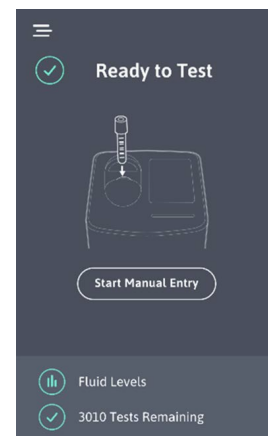 Ready to Test
Start Manual Entry
Fluid Levels
3010 Tests Remaining